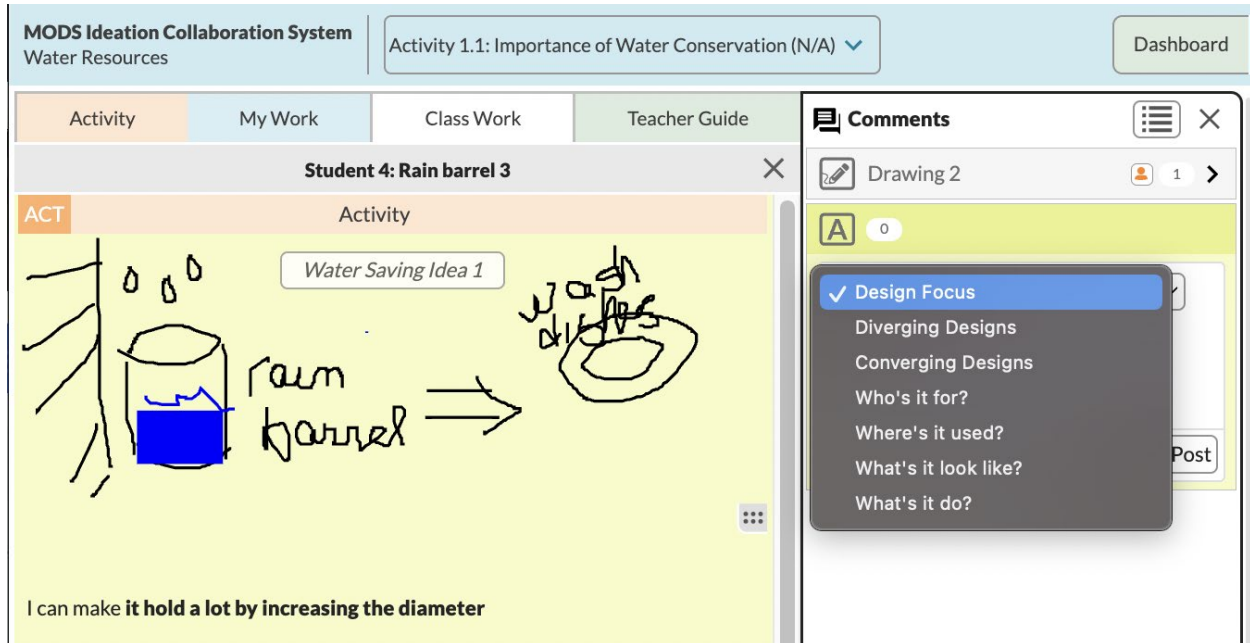 MODS Ideation Collaboration System
Water Resources
Activity 1.1: Importance of Water Conservation (N/A)
Dashboard
Activity
My Work
Class Work
Teacher Guide
Student 4: Rain barrel 3
ACT
Activity
Water Saving Idea 1
wash
dishes
rain
barrel
I can make it hold a lot by increasing the diameter
Comments
Drawing 2
1
A
0
Design Focus
Diverging Designs
Converging Designs
Who's it for?
Where's it used?
What's it look like?
What's it do?
Post